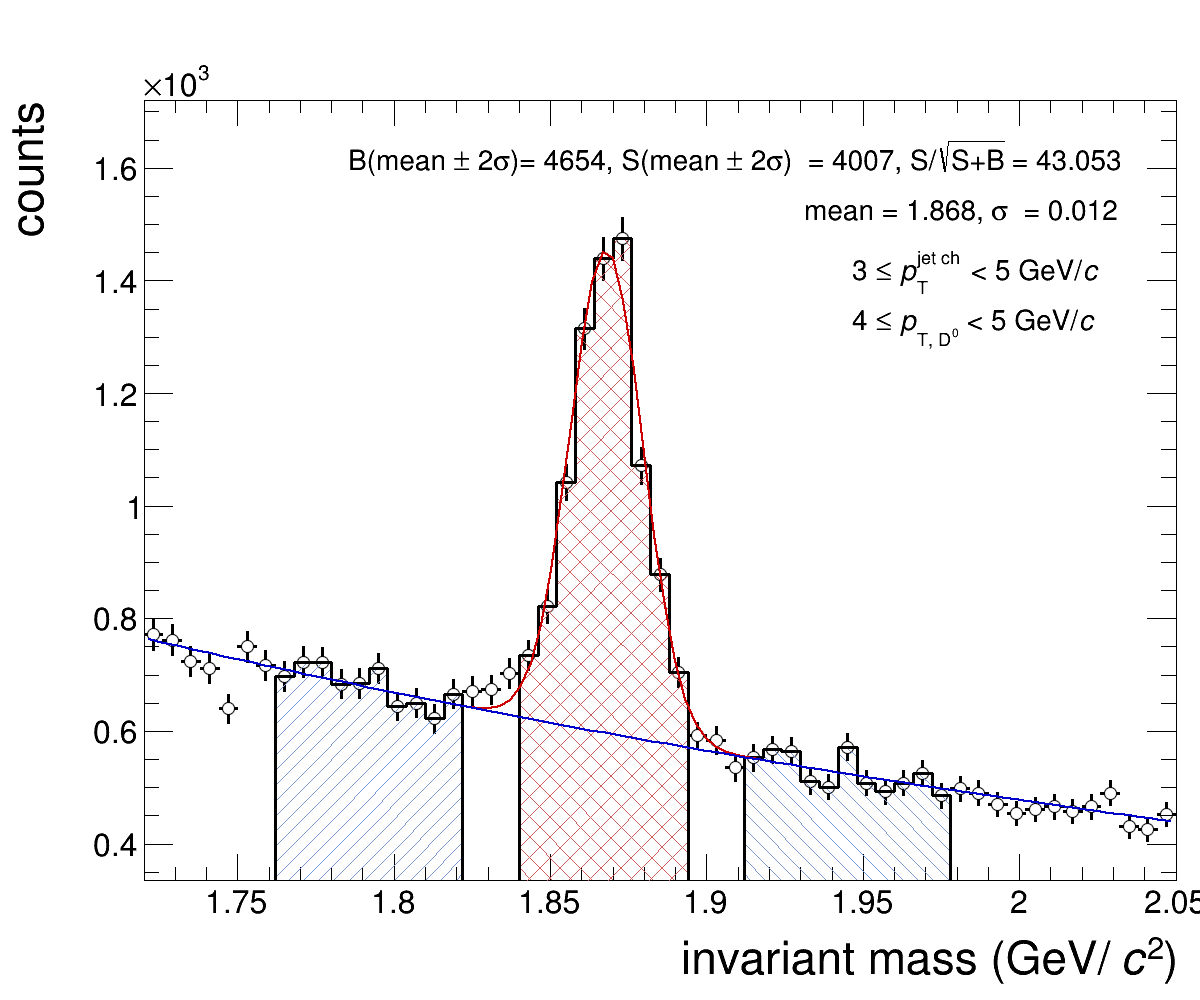 ×10³
counts
B(mean ± 2σ)= 4654, S(mean ± 2σ) = 4007, S/√S+B = 43.053
mean = 1.868, σ = 0.012
3 ≤ p_T^jet ch < 5 GeV/c
4 ≤ p_T, D⁰ < 5 GeV/c
1.6
1.4
1.2
1
0.8
0.6
0.4
1.75 1.8 1.85 1.9 1.95 2 2.05
invariant mass (GeV/ c²)